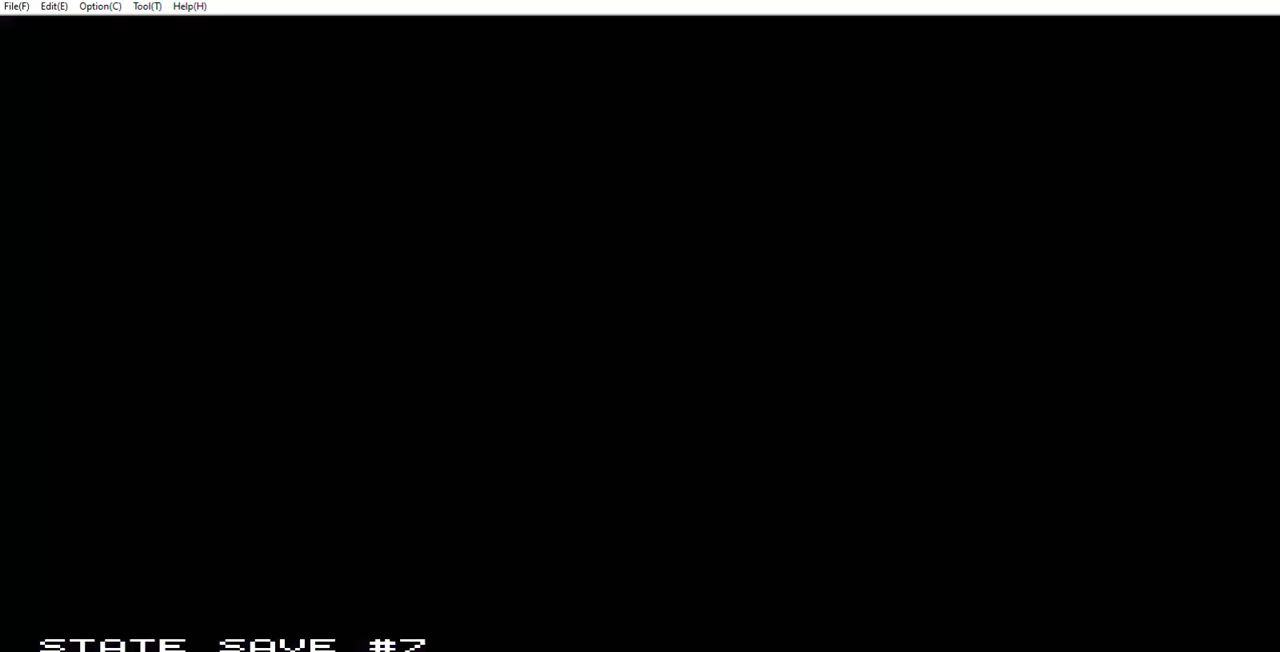 File(F) Edit(E) Option(C) Tool(T) Help(H)
STATE SAVE #7